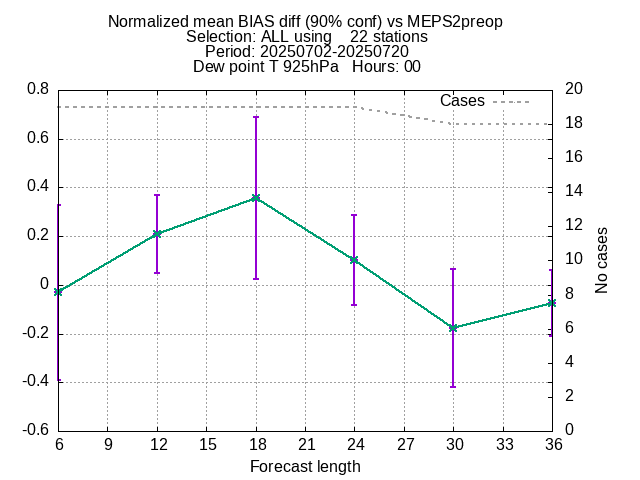 Normalized mean BIAS diff (90% conf) vs MEPS2preop
Selection: ALL using    22 stations
Period: 20250702-20250720
Dew point T 925hPa   Hours: 00
Cases
0.8
0.6
0.4
0.2
0
-0.2
-0.4
-0.6
20
18
16
14
12
10
8
6
4
2
0
No cases
6 9 12 15 18 21 24 27 30 33 36
Forecast length